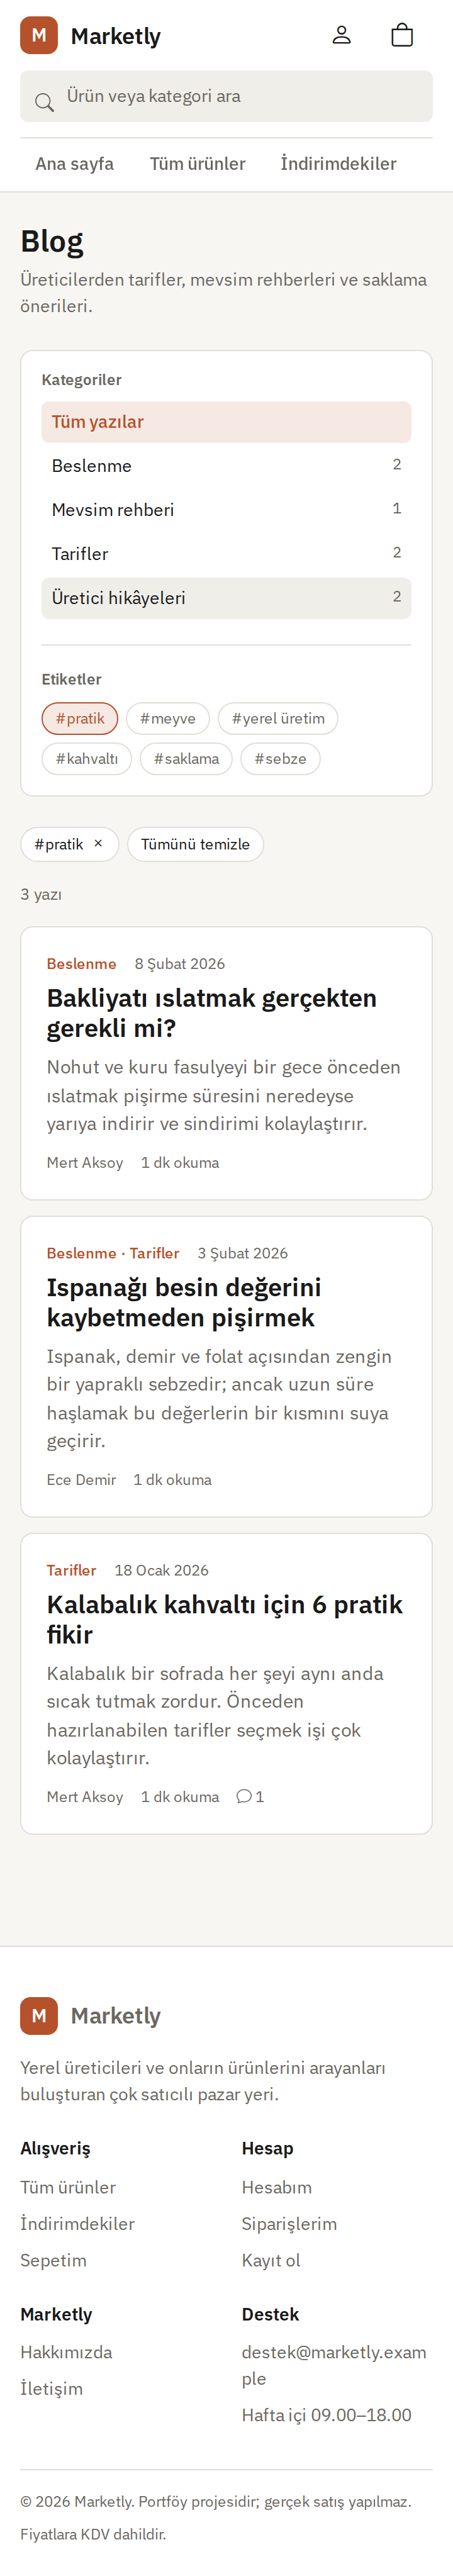 M Marketly
Ürün veya kategori ara
Ana sayfa Tüm ürünler İndirimdekiler
Blog
Üreticilerden tarifler, mevsim rehberleri ve saklama
önerileri.
Kategoriler
Tüm yazılar
Beslenme 2
Mevsim rehberi 1
Tarifler 2
Üretici hikâyeleri 2
Etiketler
#pratik #meyve #yerel üretim
#kahvaltı #saklama #sebze
#pratik × Tümünü temizle
3 yazı
Beslenme 8 Şubat 2026
Bakliyatı ıslatmak gerçekten
gerekli mi?
Nohut ve kuru fasulyeyi bir gece önceden
ıslatmak pişirme süresini neredeyse
yarıya indirir ve sindirimi kolaylaştırır.
Mert Aksoy 1 dk okuma
Beslenme · Tarifler 3 Şubat 2026
Ispanağı besin değerini
kaybetmeden pişirmek
Ispanak, demir ve folat açısından zengin
bir yapraklı sebzedir; ancak uzun süre
haşlamak bu değerlerin bir kısmını suya
geçirir.
Ece Demir 1 dk okuma
Tarifler 18 Ocak 2026
Kalabalık kahvaltı için 6 pratik
fikir
Kalabalık bir sofrada her şeyi aynı anda
sıcak tutmak zordur. Önceden
hazırlanabilen tarifler seçmek işi çok
kolaylaştırır.
Mert Aksoy 1 dk okuma 1
M Marketly
Yerel üreticileri ve onların ürünlerini arayanları
buluşturan çok satıcılı pazar yeri.
Alışveriş
Tüm ürünler
İndirimdekiler
Sepetim
Hesap
Hesabım
Siparişlerim
Kayıt ol
Marketly
Hakkımızda
İletişim
Destek
destek@marketly.exam
ple
Hafta içi 09.00–18.00
© 2026 Marketly. Portföy projesidir; gerçek satış yapılmaz.
Fiyatlara KDV dahildir.